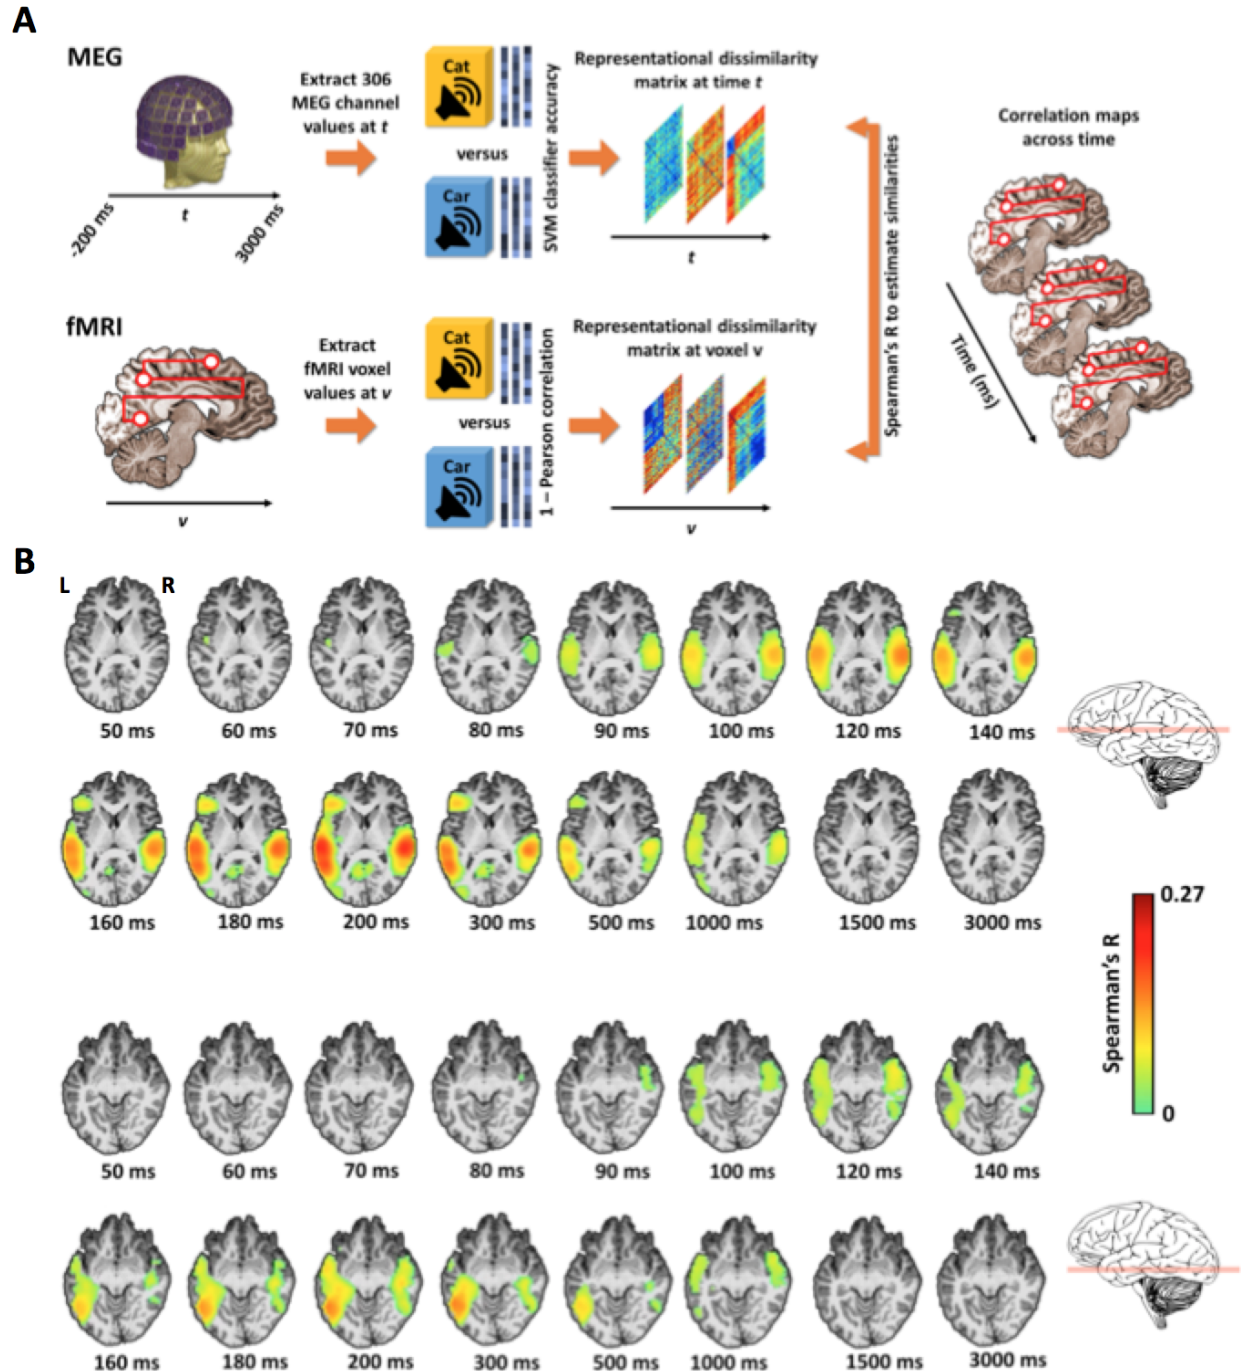 A
MEG
Extract 306
MEG channel
values at t
-200 ms
t
3000 ms
Cat
versus
Car
SVM classifier accuracy
Representational dissimilarity
matrix at time t
t
fMRI
Extract
fMRI voxel
values at v
v
Cat
versus
Car
1 – Pearson correlation
Representational dissimilarity
matrix at voxel v
v
Spearman's R to estimate similarities
Correlation maps
across time
Time (ms)
B
L R
50 ms 60 ms 70 ms 80 ms 90 ms 100 ms 120 ms 140 ms
160 ms 180 ms 200 ms 300 ms 500 ms 1000 ms 1500 ms 3000 ms
0.27
Spearman's R
0
50 ms 60 ms 70 ms 80 ms 90 ms 100 ms 120 ms 140 ms
160 ms 180 ms 200 ms 300 ms 500 ms 1000 ms 1500 ms 3000 ms